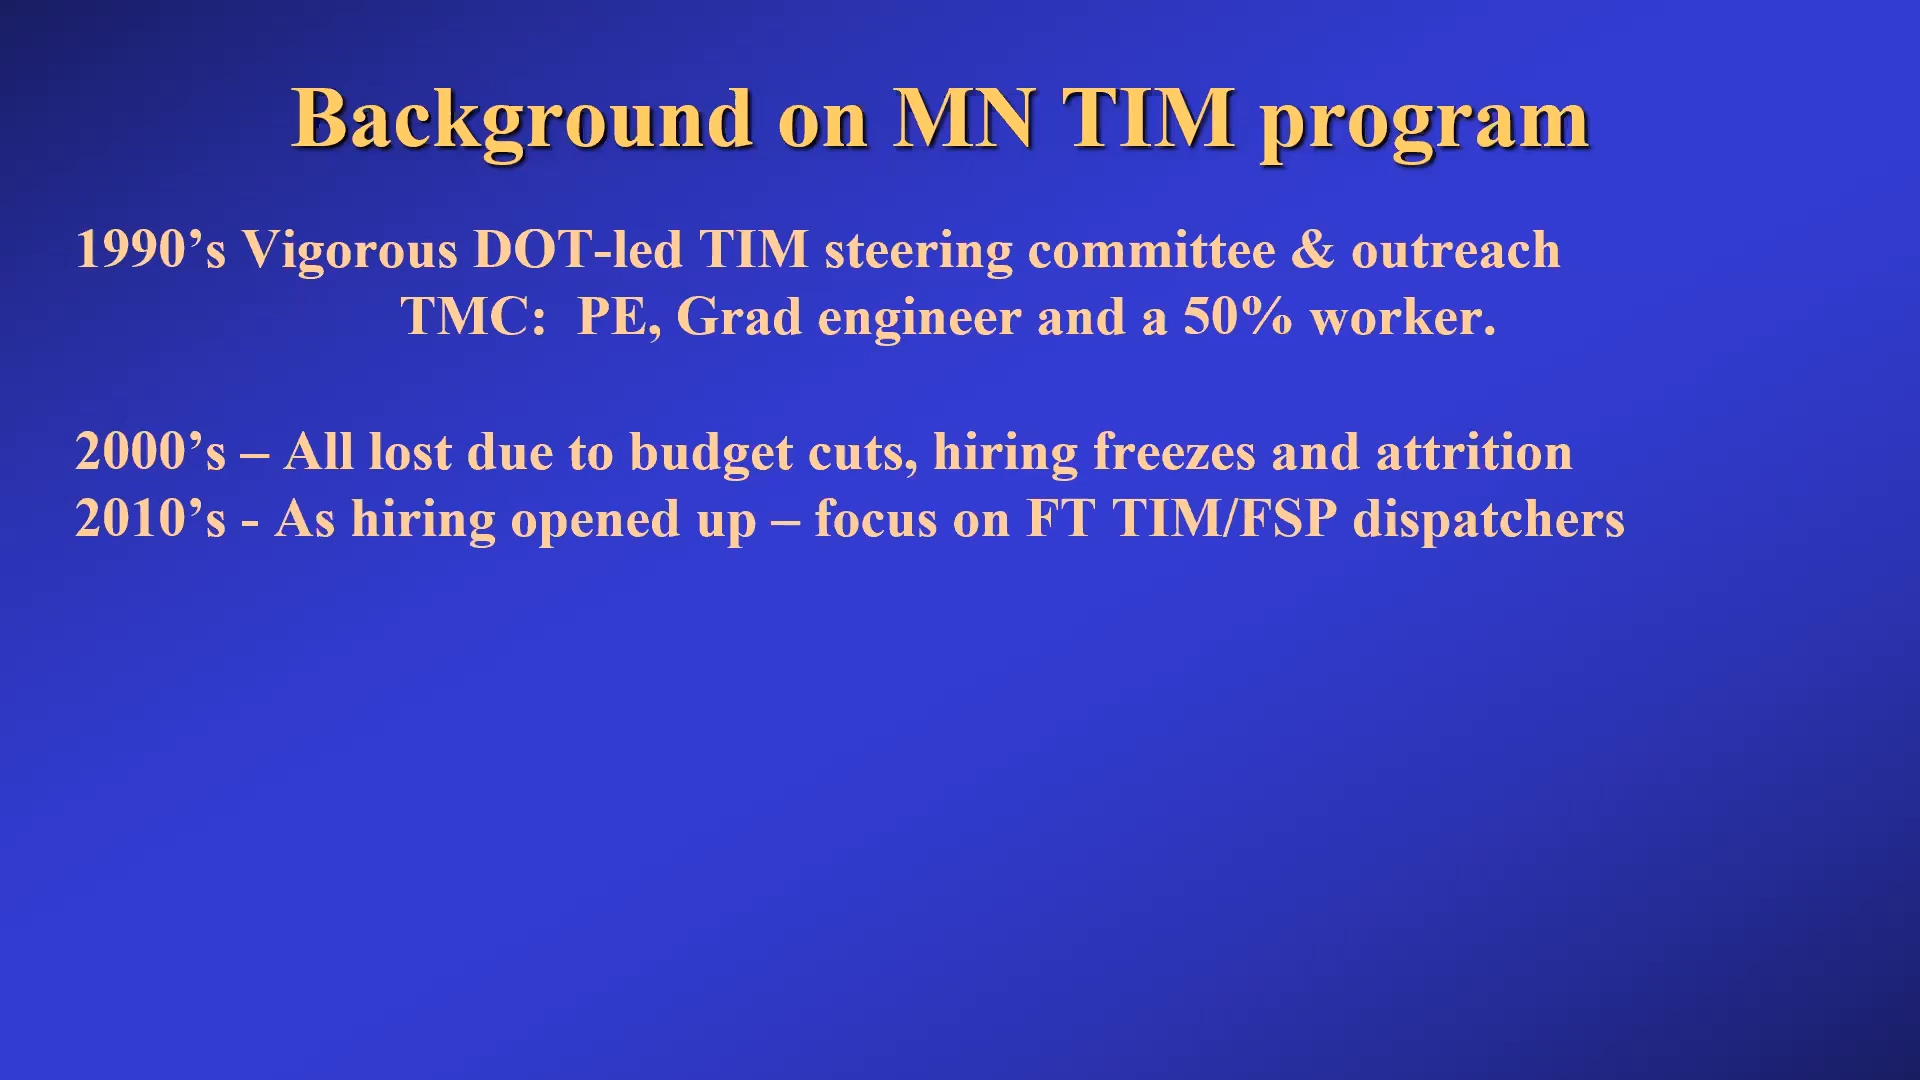 Background on MN TIM program
1990’s Vigorous DOT-led TIM steering committee & outreach
TMC:  PE, Grad engineer and a 50% worker.
2000’s – All lost due to budget cuts, hiring freezes and attrition
2010’s - As hiring opened up – focus on FT TIM/FSP dispatchers